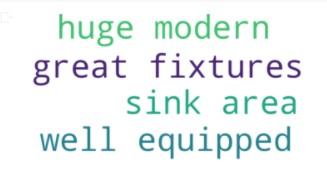 huge modern
great fixtures
sink area
well equipped